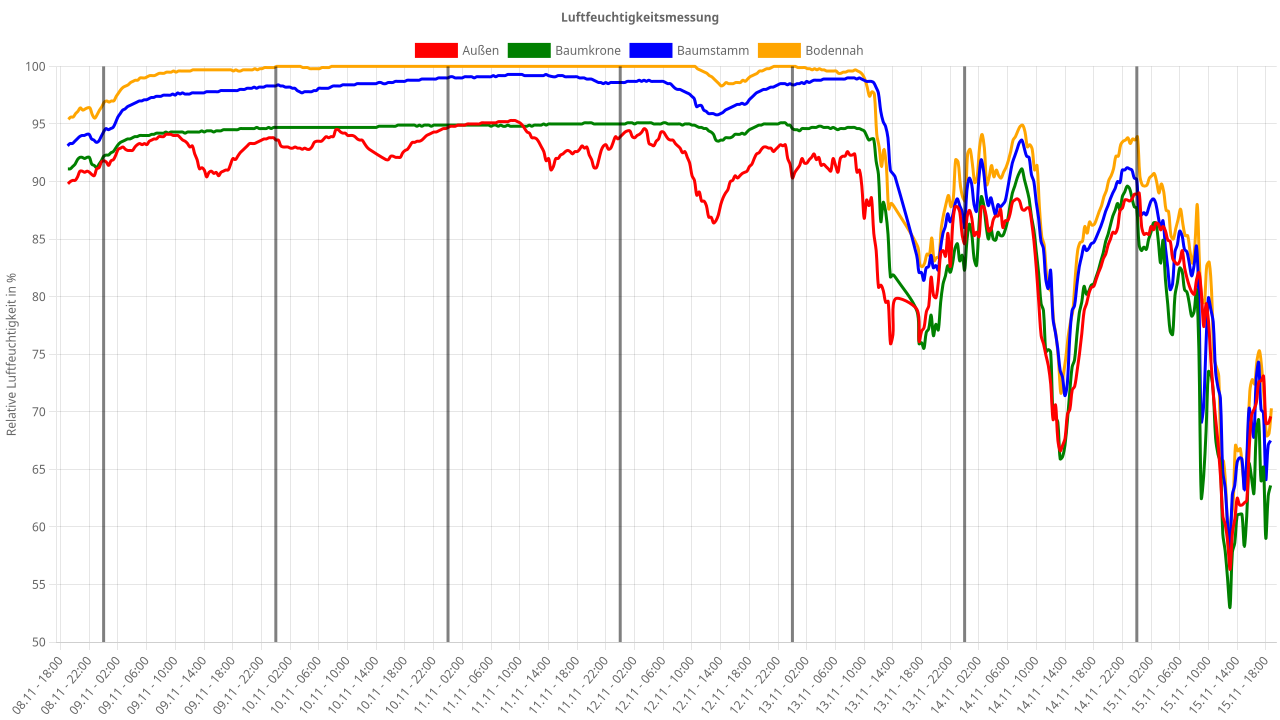 Luftfeuchtigkeitsmessung
Außen Baumkrone Baumstamm Bodennah
Relative Luftfeuchtigkeit in %
100
95
90
85
80
75
70
65
60
55
50
08.11 - 18:00
08.11 - 22:00
09.11 - 02:00
09.11 - 06:00
09.11 - 10:00
09.11 - 14:00
09.11 - 18:00
09.11 - 22:00
10.11 - 02:00
10.11 - 06:00
10.11 - 10:00
10.11 - 14:00
10.11 - 18:00
10.11 - 22:00
11.11 - 02:00
11.11 - 06:00
11.11 - 10:00
11.11 - 14:00
11.11 - 18:00
11.11 - 22:00
12.11 - 02:00
12.11 - 06:00
12.11 - 10:00
12.11 - 14:00
12.11 - 18:00
12.11 - 22:00
13.11 - 02:00
13.11 - 06:00
13.11 - 10:00
13.11 - 14:00
13.11 - 18:00
13.11 - 22:00
14.11 - 02:00
14.11 - 06:00
14.11 - 10:00
14.11 - 14:00
14.11 - 18:00
14.11 - 22:00
15.11 - 02:00
15.11 - 06:00
15.11 - 10:00
15.11 - 14:00
15.11 - 18:00